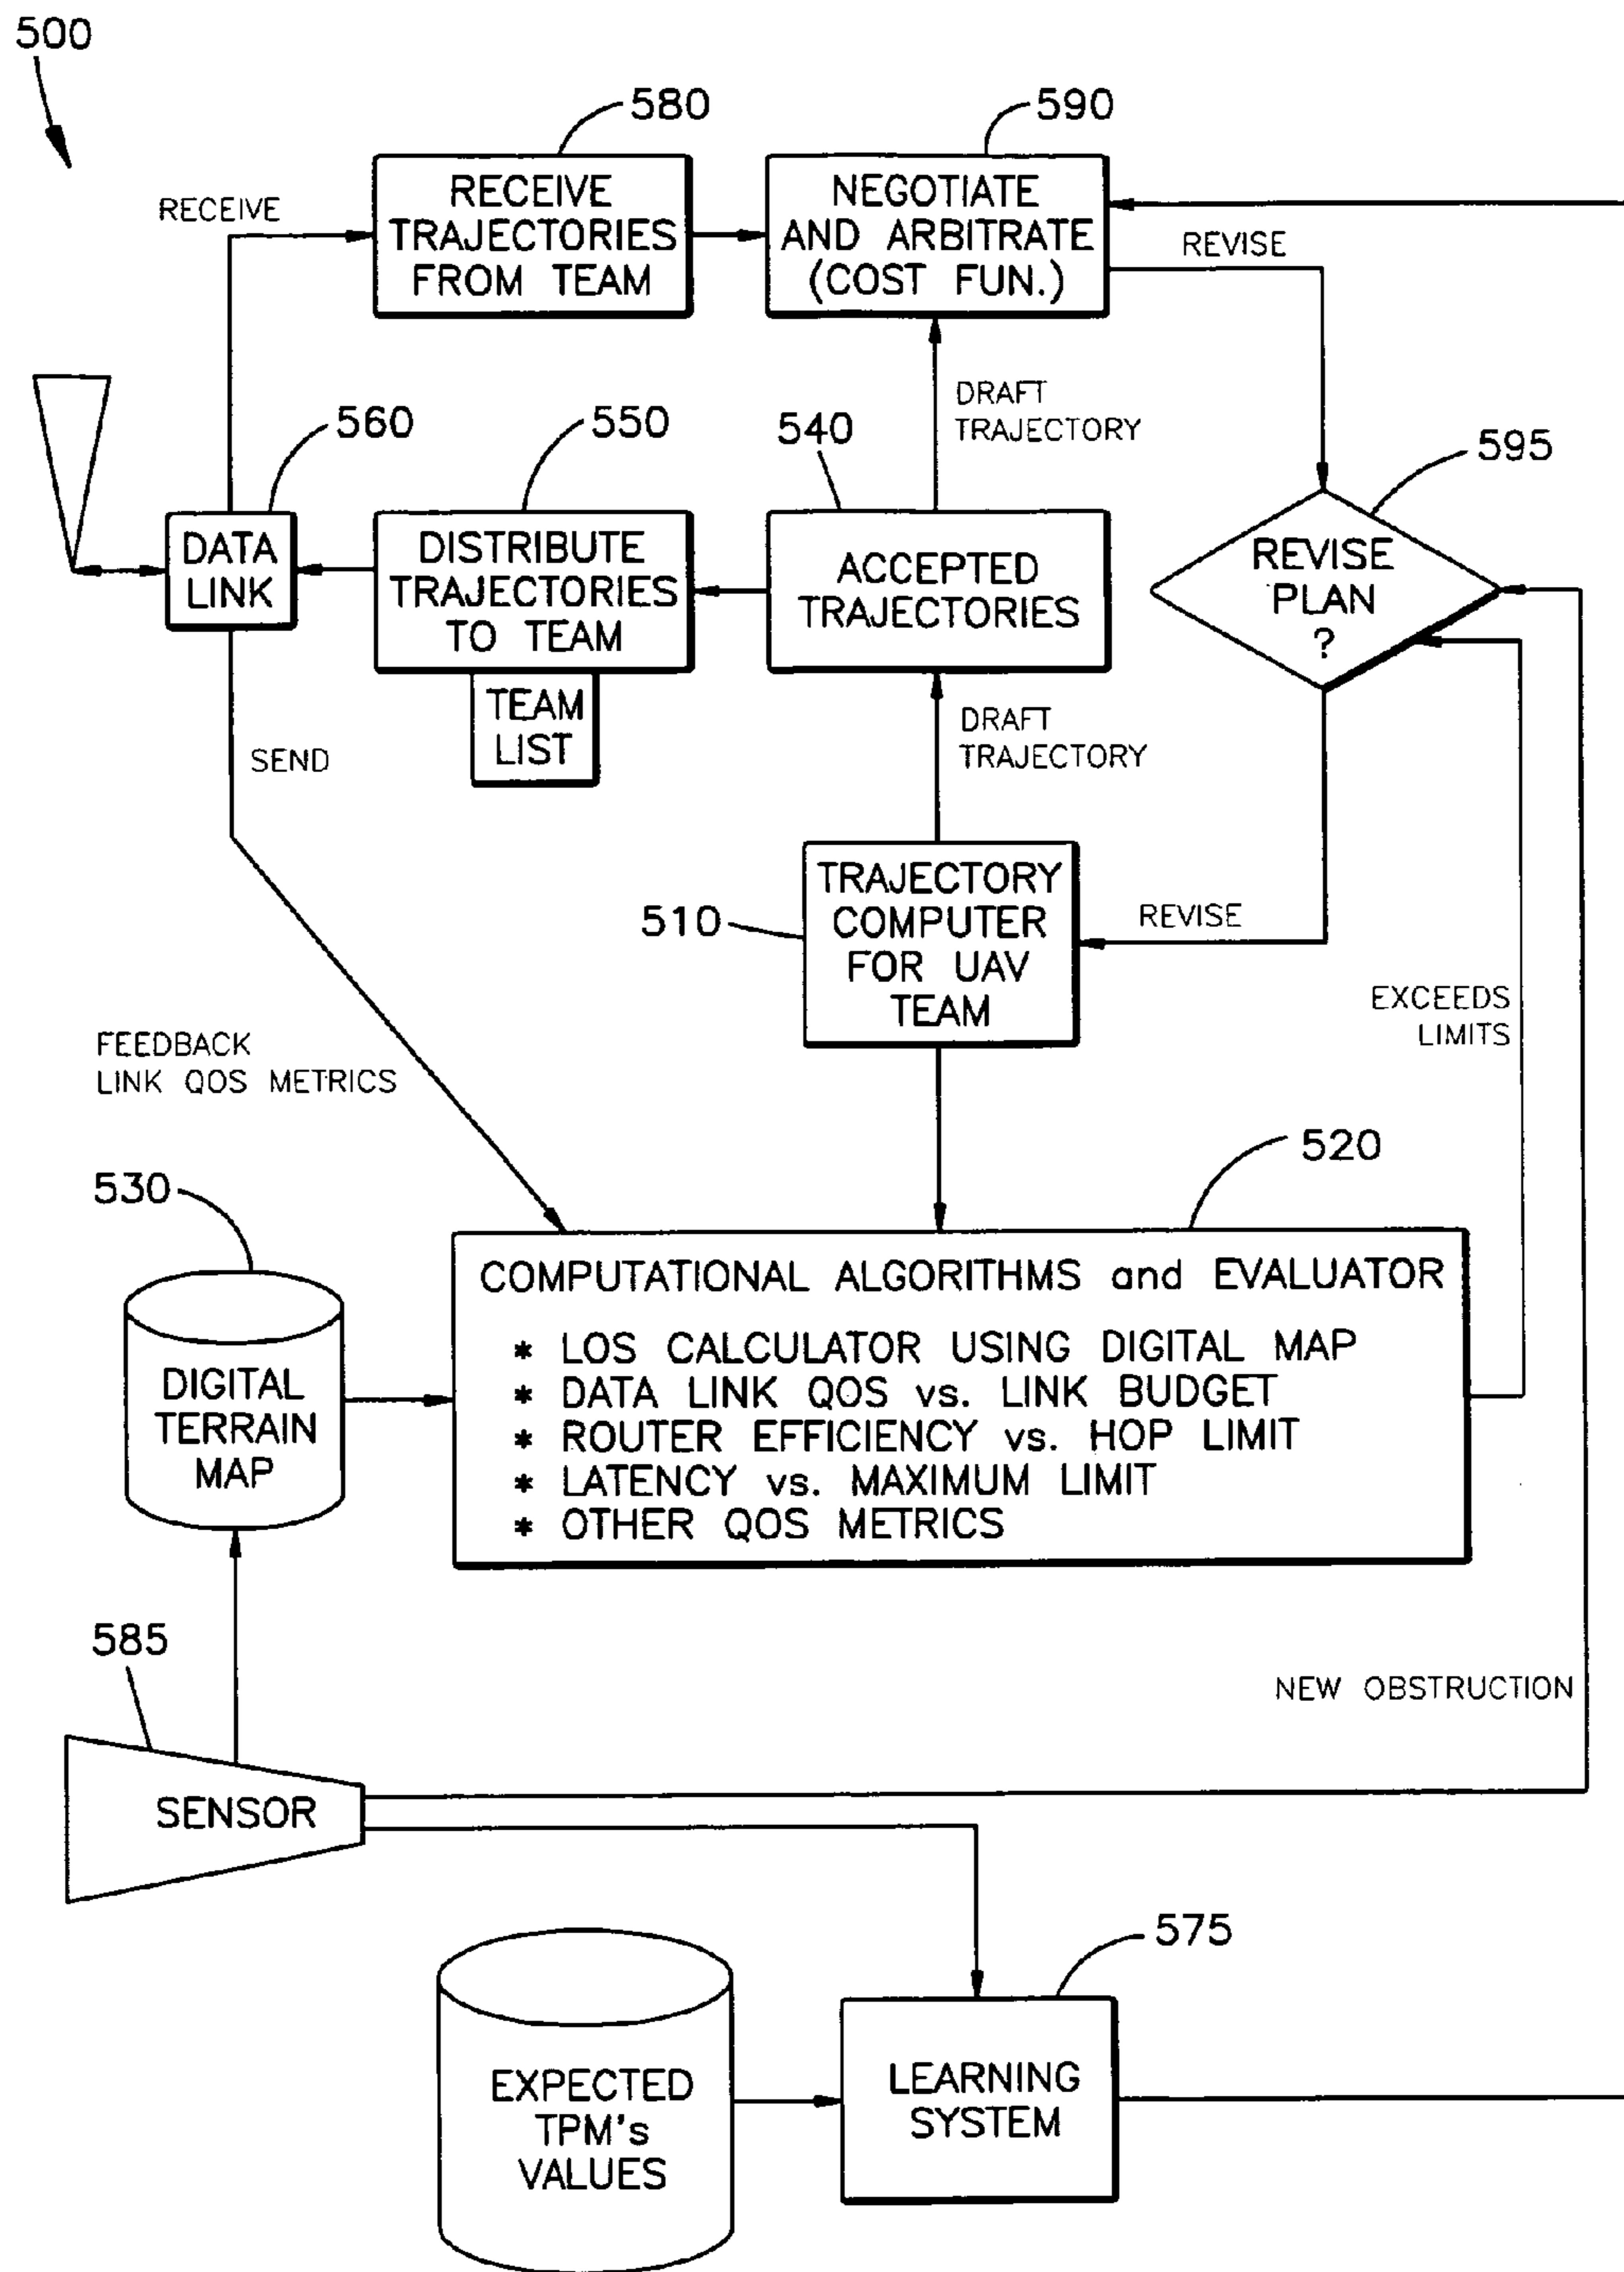 500
580
590
RECEIVE
RECEIVE
TRAJECTORIES
FROM TEAM
NEGOTIATE
AND ARBITRATE
(COST FUN.)
REVISE
560
550
540
DRAFT
TRAJECTORY
595
DATA
LINK
DISTRIBUTE
TRAJECTORIES
TO TEAM
ACCEPTED
TRAJECTORIES
REVISE
PLAN
?
TEAM
LIST
SEND
DRAFT
TRAJECTORY
510
TRAJECTORY
COMPUTER
FOR UAV
TEAM
REVISE
EXCEEDS
LIMITS
FEEDBACK
LINK QOS METRICS
530
520
DIGITAL
TERRAIN
MAP
COMPUTATIONAL ALGORITHMS and EVALUATOR
* LOS CALCULATOR USING DIGITAL MAP
* DATA LINK QOS vs. LINK BUDGET
* ROUTER EFFICIENCY vs. HOP LIMIT
* LATENCY vs. MAXIMUM LIMIT
* OTHER QOS METRICS
585
NEW OBSTRUCTION
SENSOR
575
EXPECTED
TPM's
VALUES
LEARNING
SYSTEM